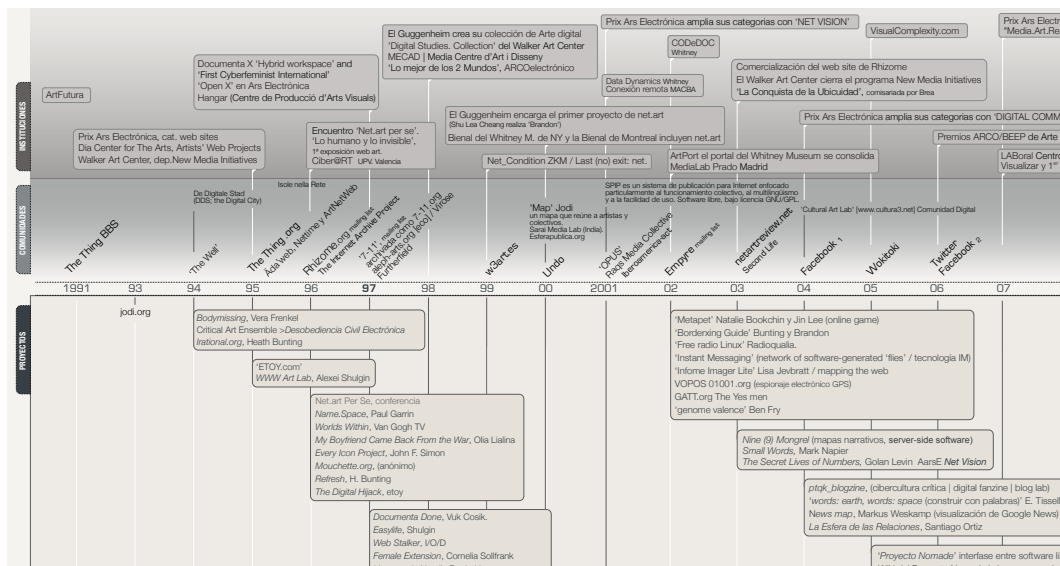 INSTITUCIONES
ArtFutura
Prix Ars Electrónica, cat. web sites
Dia Center for The Arts, Artists' Web Projects
Walker Art Center, dep.New Media Initiatives
Documenta X 'Hybrid workspace' and
'First Cyberfeminist International'
'Open X' en Ars Electrónica
Hangar (Centre de Producció d'Arts Visuals)
Encuentro 'Net.art per se'.
'Lo humano y lo invisible',
1ª exposición web art.
Ciber@RT UPV. Valencia
El Guggenheim crea su colección de Arte digital
'Digital Studies. Collection' del Walker Art Center
MECAD | Media Centre d'Art i Disseny
'Lo mejor de los 2 Mundos', ARCOelectrónico
El Guggenheim encarga el primer proyecto de net.art
(Shu Lea Cheang realiza 'Brandon')
Bienal del Whitney M. de NY y la Bienal de Montreal incluyen net.art
Net_Condition ZKM / Last (no) exit: net.
Prix Ars Electrónica amplia sus categorias con 'NET VISION'
CODeDOC
Whitney
Data Dynamics Whitney
Conexión remota MACBA
ArtPort el portal del Whitney Museum se consolida
MediaLab Prado Madrid
Comercialización del web site de Rhizome
El Walker Art Center cierra el programa New Media Initiatives
'La Conquista de la Ubicuidad', comisariada por Brea
VisualComplexity.com
Prix Ars Electrónica amplia sus categorias con 'DIGITAL COMM
Prix Ars Electr
"Media.Art.Re
Premios ARCO/BEEP de Arte
LABoral Centro
Visualizar y 1er
COMUNIDADES
The Thing BBS
De Digitale Stad
(DDS; the Digital City)
'The Well'
Isole nella Rete
The Thing.org
Ada'web, Nettime y ArtNetWeb
Rhizome.org mailing list
The Internet Archive Project
'7-11', mailing list
archivada como 7-11.org
aleph-arts.org [eco] / Virose
Furtherfield
w3art.es
'Map' Jodi
un mapa que reúne a artistas y
colectivos.
Sarai Media Lab (India).
Esferapublica.org
Undo
SPIP es un sistema de publicación para Internet enfocado
particularmente al funcionamiento colectivo, al multilingüismo
y a la facilidad de uso. Software libre, bajo licencia GNU/GPL.
'OPUS'
Raqs Media Collective
Iberoamerica-act
Empyre mailing list
netartreview.net
Second Life
'Cultural Art Lab' [www.cultura3.net] Comunidad Digital
Facebook 1
Wokitoki
Twitter
Facebook 2
1991 93 94 95 96 97 98 99 00 2001 02 03 04 05 06 07
PROYECTOS
jodi.org
Bodymissing, Vera Frenkel
Critical Art Ensemble >Desobediencia Civil Electrónica
Irational.org, Heath Bunting
'ETOY.com'
WWW Art Lab, Alexei Shulgin
Net.art Per Se, conferencia
Name.Space, Paul Garrin
Worlds Within, Van Gogh TV
My Boyfriend Came Back From the War, Olia Lialina
Every Icon Project, John F. Simon
Mouchette.org, (anónimo)
Refresh, H. Bunting
The Digital Hijack, etoy
Documenta Done, Vuk Cosik.
Easylife, Shulgin
Web Stalker, I/O/D
Female Extension, Cornelia Sollfrank
'Metapet' Natalie Bookchin y Jin Lee (online game)
'Borderxing Guide' Bunting y Brandon
'Free radio Linux' Radioqualia.
'Instant Messaging' (network of software-generated 'flies' / tecnología IM)
'Infome Imager Lite' Lisa Jevbratt / mapping the web
VOPOS 01001.org (espionaje electrónico GPS)
GATT.org The Yes men
'genome valence' Ben Fry
Nine (9) Mongrel (mapas narrativos, server-side software)
Small Words, Mark Napier
The Secret Lives of Numbers, Golan Levin AarsE Net Vision
ptqk_blogzine, (cibercultura crítica | digital fanzine | blog lab)
'words: earth, words: space (construir con palabras)' E. Tissell
News map, Markus Weskamp (visualización de Google News)
La Esfera de las Relaciones, Santiago Ortiz
'Proyecto Nomade' interfase entre software li